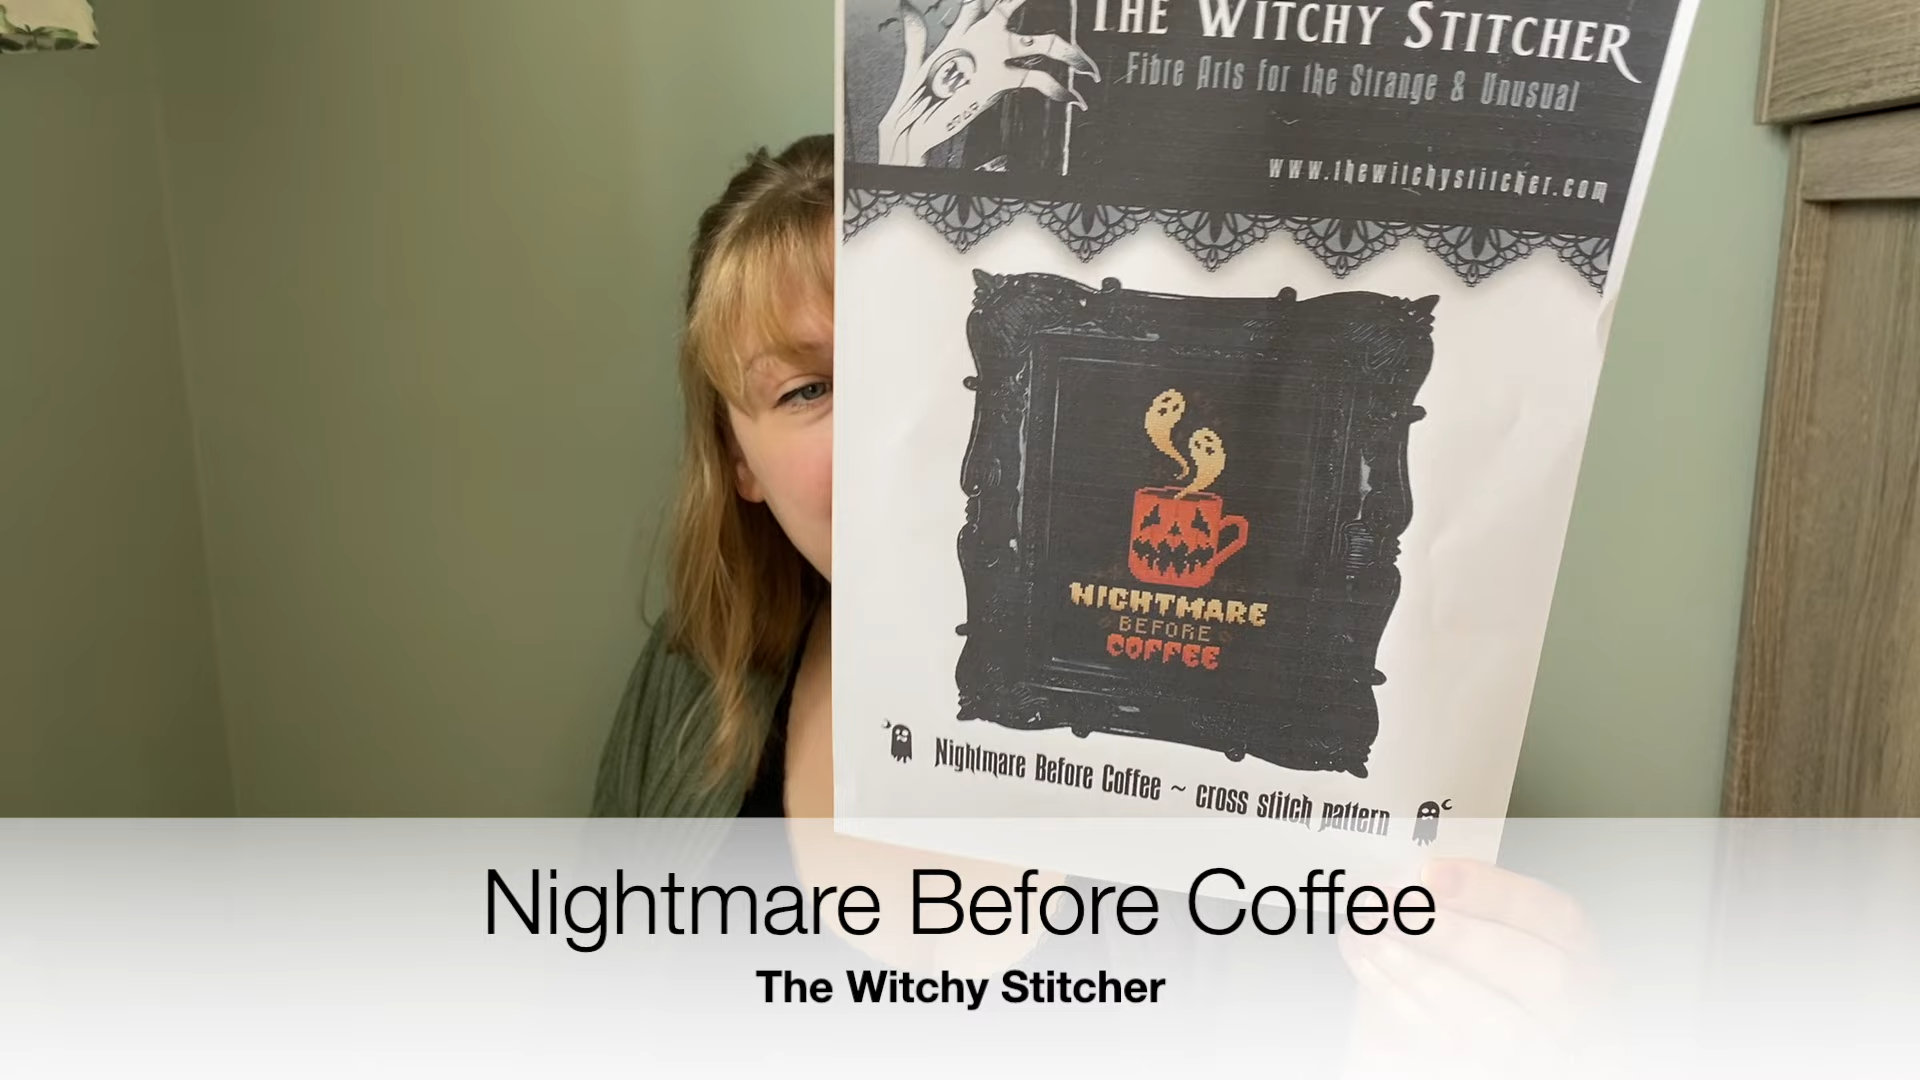 THE WITCHY STITCHER
Fibre Arts for the Strange & Unusual
www.thewitchystitcher.com
NIGHTMARE
BEFORE
COFFEE
Nightmare Before Coffee ~ cross stitch pattern
Nightmare Before Coffee
The Witchy Stitcher